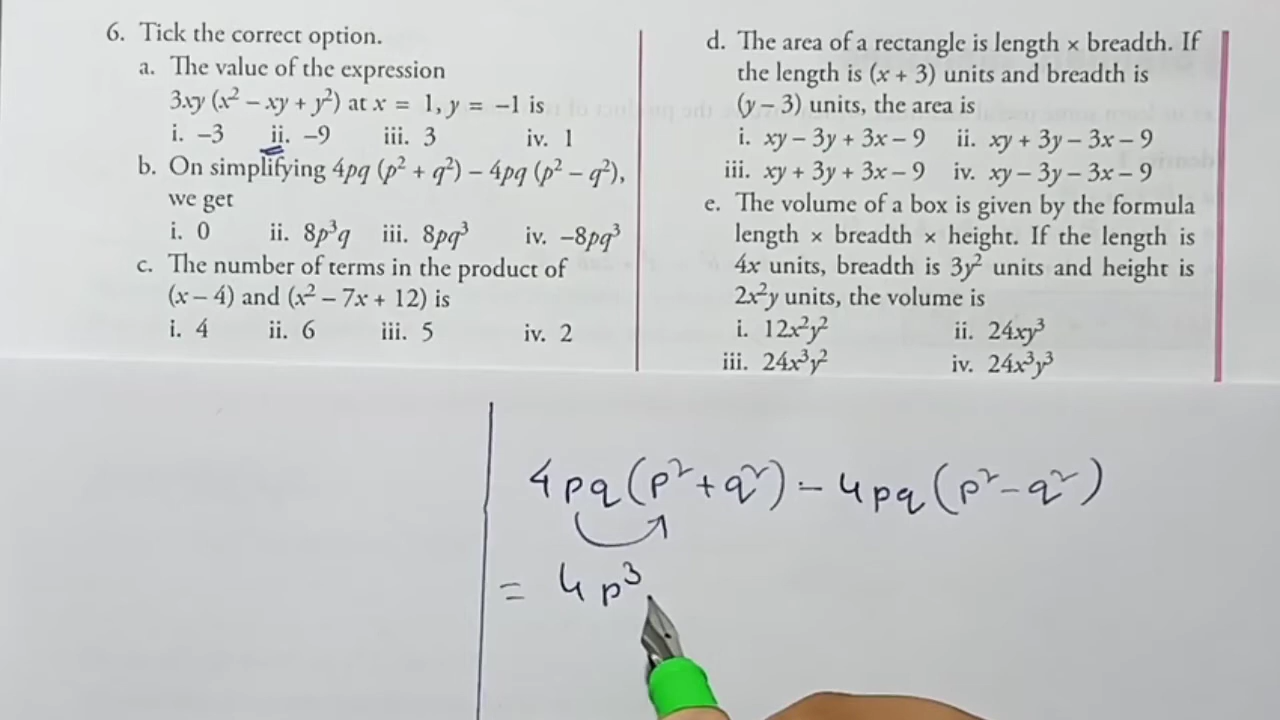 6. Tick the correct option.
a. The value of the expression
3xy (x² – xy + y²) at x = 1, y = –1 is
i. –3 ii. –9 iii. 3 iv. 1
b. On simplifying 4pq (p² + q²) – 4pq (p² – q²),
we get
i. 0 ii. 8p³q iii. 8pq³ iv. –8pq³
c. The number of terms in the product of
(x – 4) and (x² – 7x + 12) is
i. 4 ii. 6 iii. 5 iv. 2
d. The area of a rectangle is length × breadth. If
the length is (x + 3) units and breadth is
(y – 3) units, the area is
i. xy – 3y + 3x – 9 ii. xy + 3y – 3x – 9
iii. xy + 3y + 3x – 9 iv. xy – 3y – 3x – 9
e. The volume of a box is given by the formula
length × breadth × height. If the length is
4x units, breadth is 3y² units and height is
2x²y units, the volume is
i. 12x²y² ii. 24xy³
iii. 24x³y² iv. 24x³y³
4pq(p²+q²) – 4pq(p²–q²)
= 4p³